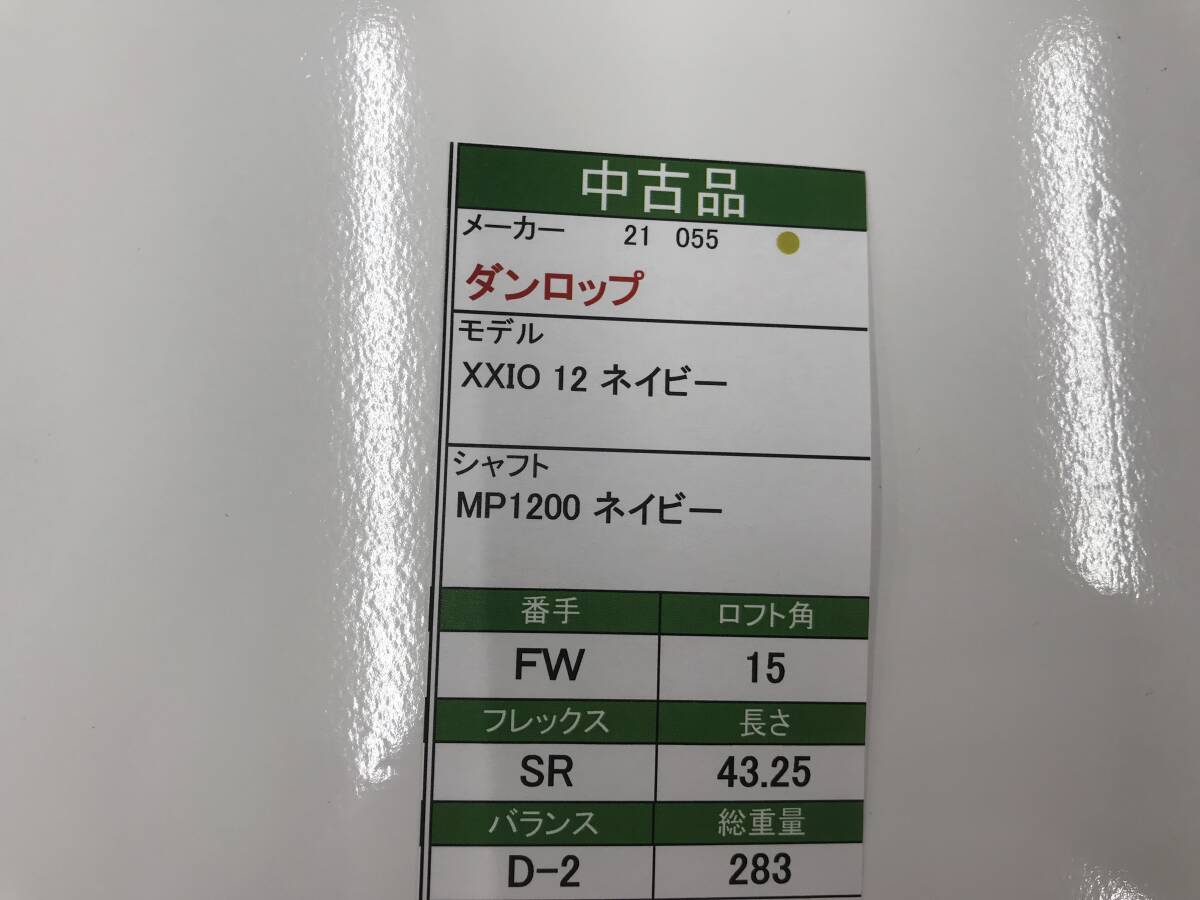 中古品
メーカー 21 055
ダンロップ
モデル
XXIO 12 ネイビー
シャフト
MP1200 ネイビー
番手 ロフト角
FW 15
フレックス 長さ
SR 43.25
バランス 総重量
D-2 283